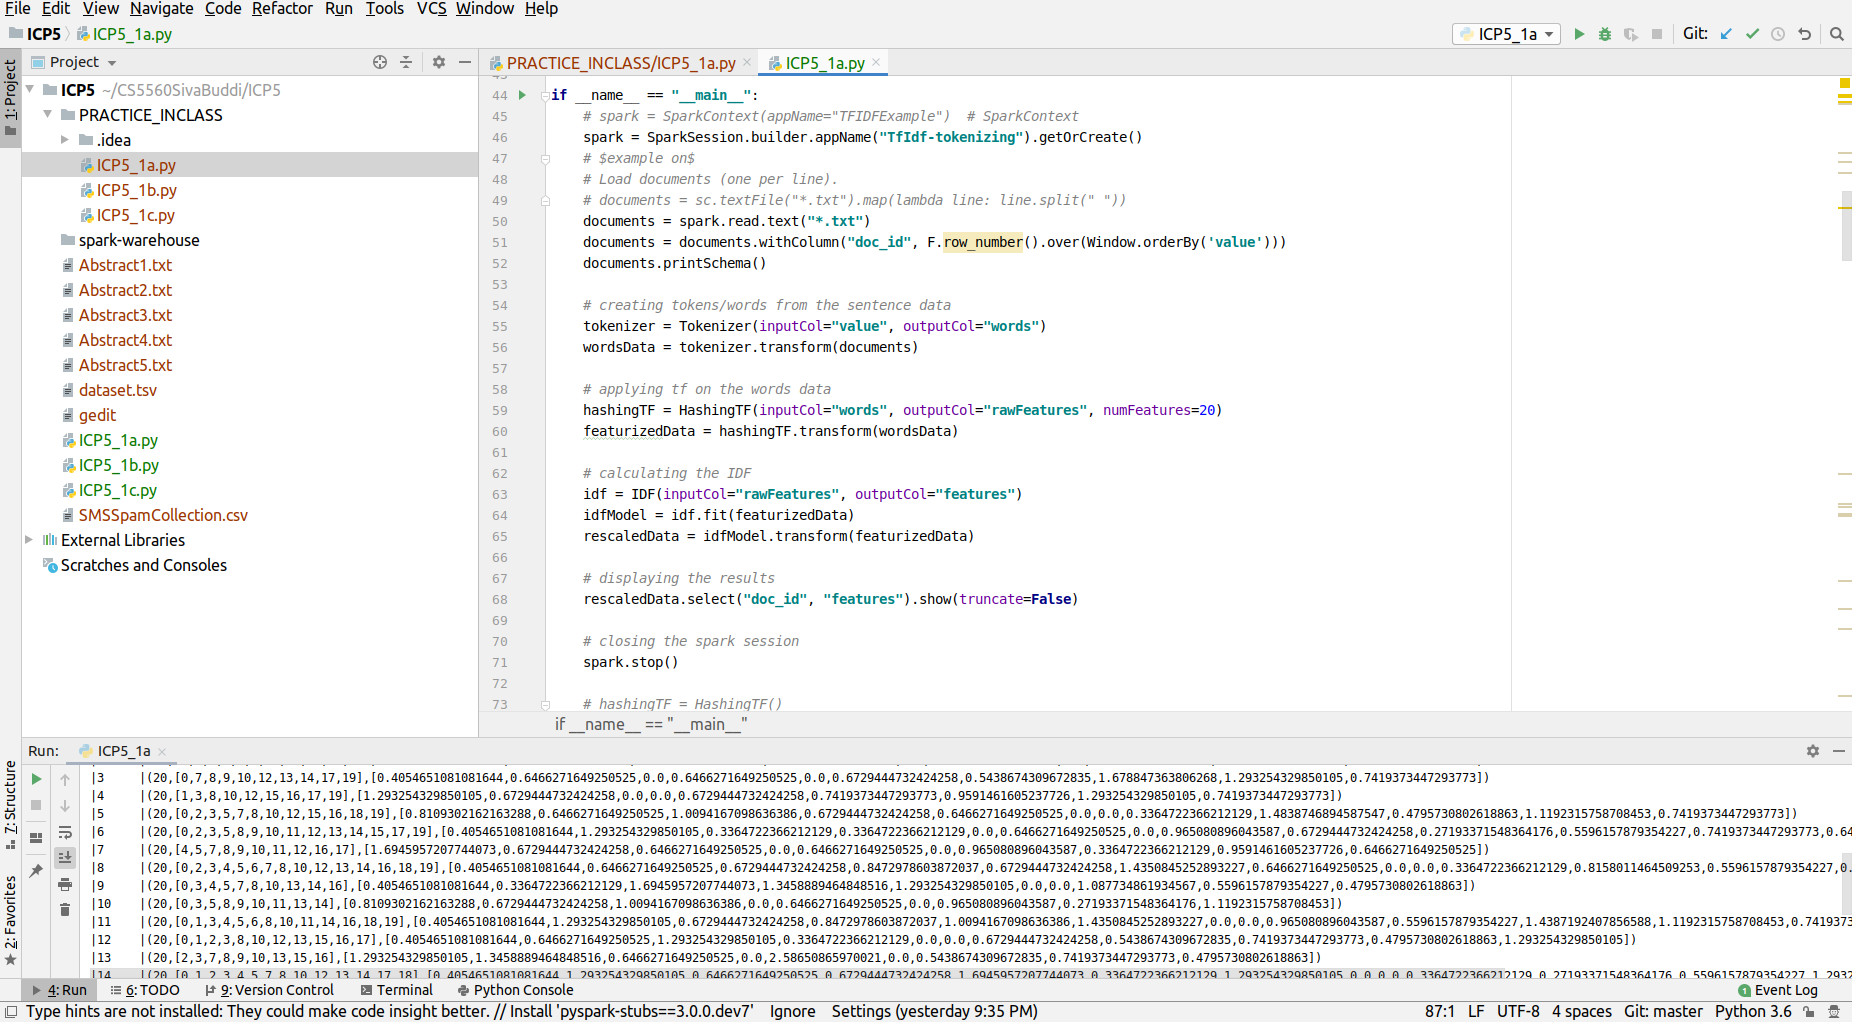 File Edit View Navigate Code Refactor Run Tools VCS Window Help
ICP5 ICP5_1a.py
ICP5_1a Git:
1: Project
Project
PRACTICE_INCLASS/ICP5_1a.py ICP5_1a.py
ICP5 ~/CS5560SivaBuddi/ICP5
PRACTICE_INCLASS
.idea
ICP5_1a.py
ICP5_1b.py
ICP5_1c.py
spark-warehouse
Abstract1.txt
Abstract2.txt
Abstract3.txt
Abstract4.txt
Abstract5.txt
dataset.tsv
gedit
ICP5_1a.py
ICP5_1b.py
ICP5_1c.py
SMSSpamCollection.csv
External Libraries
Scratches and Consoles
44 if __name__ == "__main__":
45 # spark = SparkContext(appName="TFIDFExample")  # SparkContext
46 spark = SparkSession.builder.appName("TfIdf-tokenizing").getOrCreate()
47 # $example on$
48 # Load documents (one per line).
49 # documents = sc.textFile("*.txt").map(lambda line: line.split(" "))
50 documents = spark.read.text("*.txt")
51 documents = documents.withColumn("doc_id", F.row_number().over(Window.orderBy('value')))
52 documents.printSchema()
53
54 # creating tokens/words from the sentence data
55 tokenizer = Tokenizer(inputCol="value", outputCol="words")
56 wordsData = tokenizer.transform(documents)
57
58 # applying tf on the words data
59 hashingTF = HashingTF(inputCol="words", outputCol="rawFeatures", numFeatures=20)
60 featurizedData = hashingTF.transform(wordsData)
61
62 # calculating the IDF
63 idf = IDF(inputCol="rawFeatures", outputCol="features")
64 idfModel = idf.fit(featurizedData)
65 rescaledData = idfModel.transform(featurizedData)
66
67 # displaying the results
68 rescaledData.select("doc_id", "features").show(truncate=False)
69
70 # closing the spark session
71 spark.stop()
72
73 # hashingTF = HashingTF()
if __name__ == "__main__"
Run: ICP5_1a
|3 |(20,[0,7,8,9,10,12,13,14,17,19],[0.4054651081081644,0.6466271649250525,0.0,0.6466271649250525,0.0,0.6729444732424258,0.5438674309672835,1.678847363806268,1.293254329850105,0.7419373447293773])
|4 |(20,[1,3,8,10,12,15,16,17,19],[1.293254329850105,0.6729444732424258,0.0,0.0,0.6729444732424258,0.7419373447293773,0.9591461605237726,1.293254329850105,0.7419373447293773])
|5 |(20,[0,2,3,5,7,8,10,12,15,16,18,19],[0.8109302162163288,0.6466271649250525,1.0094167098636386,0.6729444732424258,0.6466271649250525,0.0,0.0,0.3364722366212129,1.4838746894587547,0.4795730802618863,1.1192315758708453,0.7419373447293773])
|6 |(20,[0,2,3,5,8,9,10,11,12,13,14,15,17,19],[0.4054651081081644,1.293254329850105,0.3364722366212129,0.3364722366212129,0.0,0.6466271649250525,0.0,0.965080896043587,0.6729444732424258,0.27193371548364176,0.5596157879354227,0.7419373447293773,0.64
|7 |(20,[4,5,7,8,9,10,11,12,16,17],[1.6945957207744073,0.6729444732424258,0.6466271649250525,0.0,0.6466271649250525,0.0,0.965080896043587,0.3364722366212129,0.9591461605237726,0.6466271649250525])
|8 |(20,[0,2,3,4,5,6,7,8,10,12,13,14,16,18,19],[0.4054651081081644,0.6466271649250525,0.6729444732424258,0.8472978603872037,0.6729444732424258,1.4350845252893227,0.6466271649250525,0.0,0.0,0.3364722366212129,0.8158011464509253,0.5596157879354227,0.
|9 |(20,[0,3,4,5,7,8,10,13,14,16],[0.4054651081081644,0.3364722366212129,1.6945957207744073,1.3458889464848516,1.293254329850105,0.0,0.0,1.087734861934567,0.5596157879354227,0.4795730802618863])
|10 |(20,[0,3,5,8,9,10,11,13,14],[0.8109302162163288,0.6729444732424258,1.0094167098636386,0.0,0.6466271649250525,0.0,0.965080896043587,0.27193371548364176,1.1192315758708453])
|11 |(20,[0,1,3,4,5,6,8,10,11,14,16,18,19],[0.4054651081081644,1.293254329850105,0.6729444732424258,0.8472978603872037,1.0094167098636386,1.4350845252893227,0.0,0.0,0.965080896043587,0.5596157879354227,1.4387192407856588,1.1192315758708453,0.7419373
|12 |(20,[0,1,2,3,8,10,12,13,15,16,17],[0.4054651081081644,0.6466271649250525,1.293254329850105,0.3364722366212129,0.0,0.0,0.6729444732424258,0.5438674309672835,0.7419373447293773,0.4795730802618863,1.293254329850105])
|13 |(20,[2,3,7,8,9,10,13,15,16],[1.293254329850105,1.3458889464848516,0.6466271649250525,0.0,2.58650865970021,0.0,0.5438674309672835,0.7419373447293773,0.4795730802618863])
|14 |(20,[0,1,2,3,4,5,7,8,10,12,13,14,17,18],[0.4054651081081644,1.293254329850105,0.6466271649250525,0.6729444732424258,1.6945957207744073,0.3364722366212129,1.293254329850105,0.0,0.0,0.3364722366212129,0.27193371548364176,0.5596157879354227,1.2932
7: Structure
2: Favorites
4: Run 6: TODO 9: Version Control Terminal Python Console 1 Event Log
Type hints are not installed: They could make code insight better. // Install 'pyspark-stubs==3.0.0.dev7' Ignore Settings (yesterday 9:35 PM) 87:1 LF UTF-8 4 spaces Git: master Python 3.6